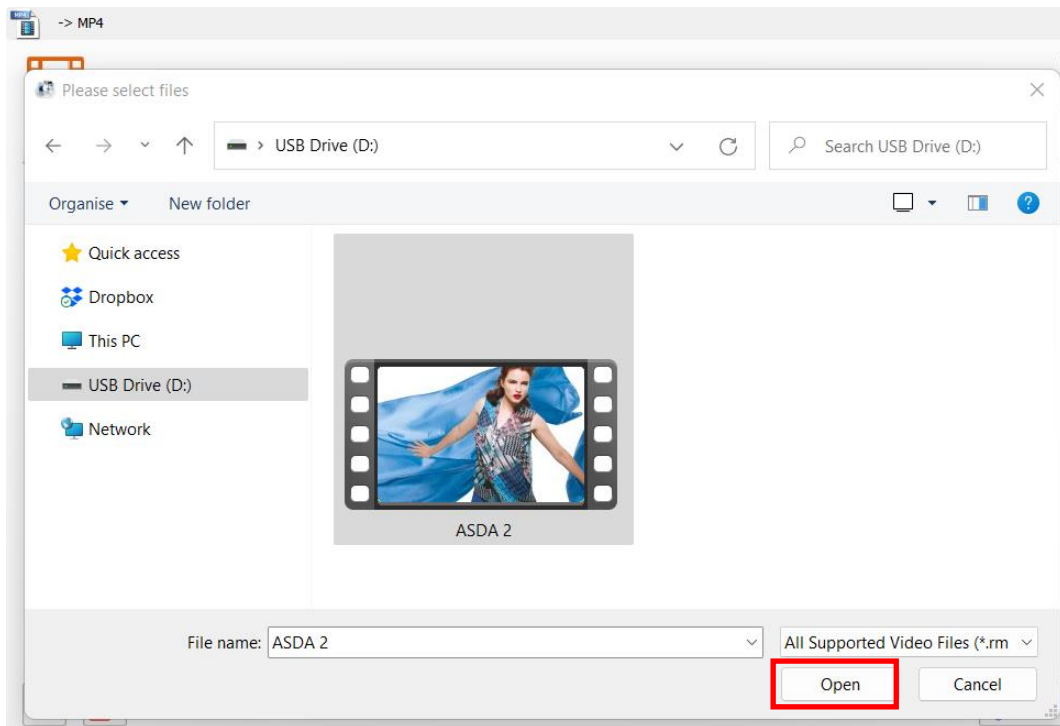 MP4
-> MP4
Please select files
USB Drive (D:)
Search USB Drive (D:)
Organise
New folder
Quick access
Dropbox
This PC
USB Drive (D:)
Network
ASDA 2
File name:
ASDA 2
All Supported Video Files (*.rm
Open
Cancel